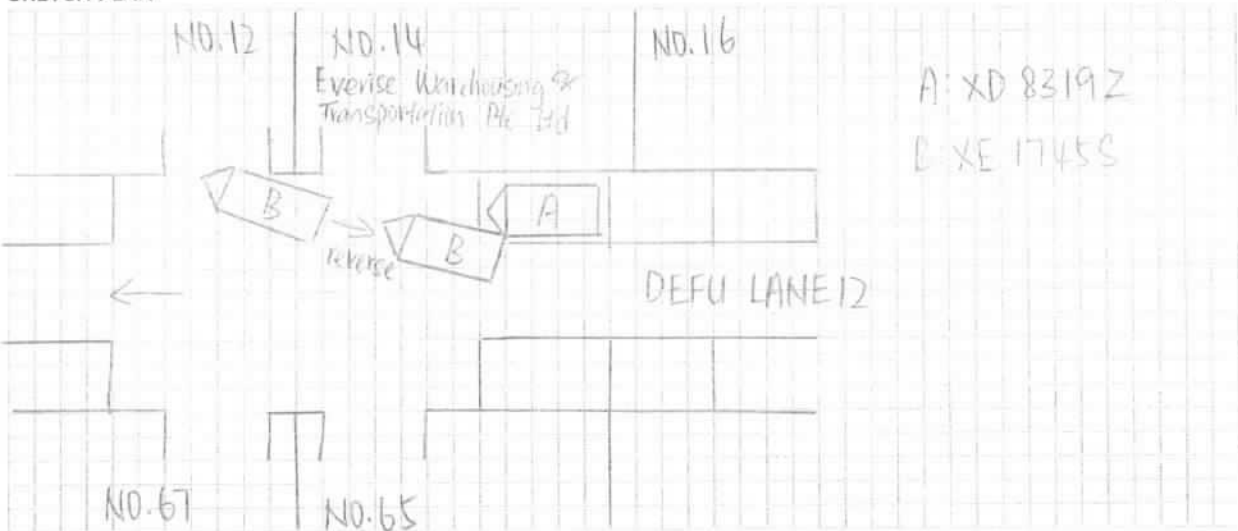 NO.12
NO.14
Everise Warehousing &
Transportation Pte Ltd
NO.16
A: XD 8319Z
B: XE 1745S
B
reverse
B
A
DEFU LANE 12
NO.67
NO.65